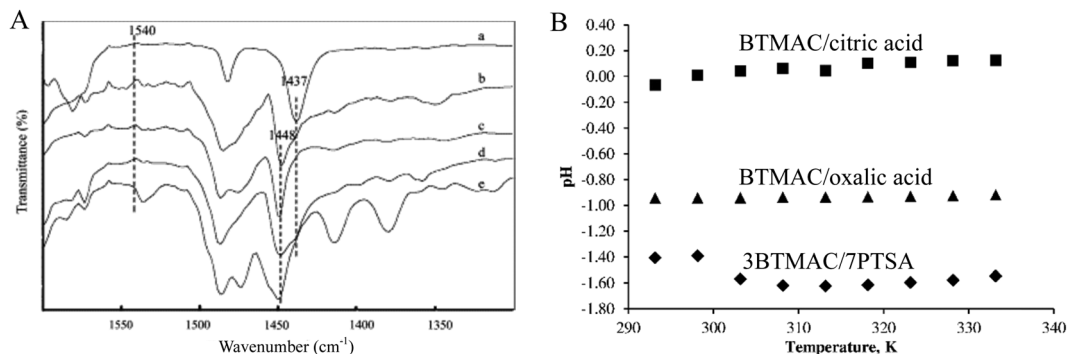 A
1540
a
1437
b
1448
c
d
e
Transmittance (%)
1550
1500
1450
1400
1350
Wavenumber (cm⁻¹)
B
0.40
0.20
0.00
-0.20
-0.40
-0.60
-0.80
-1.00
-1.20
-1.40
-1.60
-1.80
pH
BTMAC/citric acid
BTMAC/oxalic acid
3BTMAC/7PTSA
290
300
310
320
330
340
Temperature, K